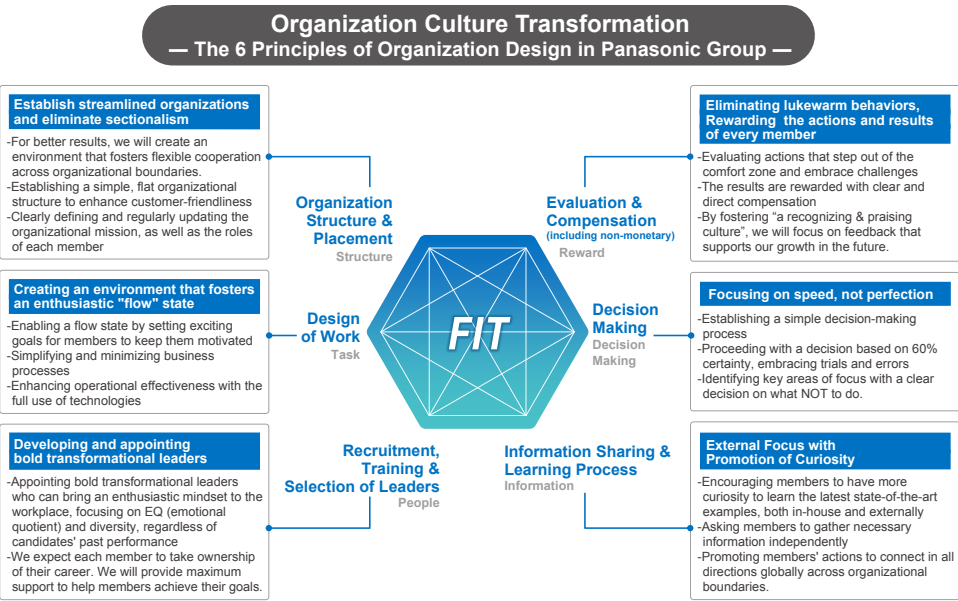 Organization Culture Transformation
— The 6 Principles of Organization Design in Panasonic Group —
Establish streamlined organizations
and eliminate sectionalism
-For better results, we will create an
environment that fosters flexible cooperation
across organizational boundaries.
-Establishing a simple, flat organizational
structure to enhance customer-friendliness
-Clearly defining and regularly updating the
organizational mission, as well as the roles
of each member
Creating an environment that fosters
an enthusiastic "flow" state
-Enabling a flow state by setting exciting
goals for members to keep them motivated
-Simplifying and minimizing business
processes
-Enhancing operational effectiveness with the
full use of technologies
Developing and appointing
bold transformational leaders
-Appointing bold transformational leaders
who can bring an enthusiastic mindset to the
workplace, focusing on EQ (emotional
quotient) and diversity, regardless of
candidates' past performance
-We expect each member to take ownership
of their career. We will provide maximum
support to help members achieve their goals.
Organization
Structure &
Placement
Structure
Design
of Work
Task
Recruitment,
Training &
Selection of Leaders
People
FIT
Evaluation &
Compensation
(including non-monetary)
Reward
Decision
Making
Decision
Making
Information Sharing &
Learning Process
Information
Eliminating lukewarm behaviors,
Rewarding the actions and results
of every member
-Evaluating actions that step out of the
comfort zone and embrace challenges
-The results are rewarded with clear and
direct compensation
-By fostering “a recognizing & praising
culture”, we will focus on feedback that
supports our growth in the future.
Focusing on speed, not perfection
-Establishing a simple decision-making
process
-Proceeding with a decision based on 60%
certainty, embracing trials and errors
-Identifying key areas of focus with a clear
decision on what NOT to do.
External Focus with
Promotion of Curiosity
-Encouraging members to have more
curiosity to learn the latest state-of-the-art
examples, both in-house and externally
-Asking members to gather necessary
information independently
-Promoting members' actions to connect in all
directions globally across organizational
boundaries.